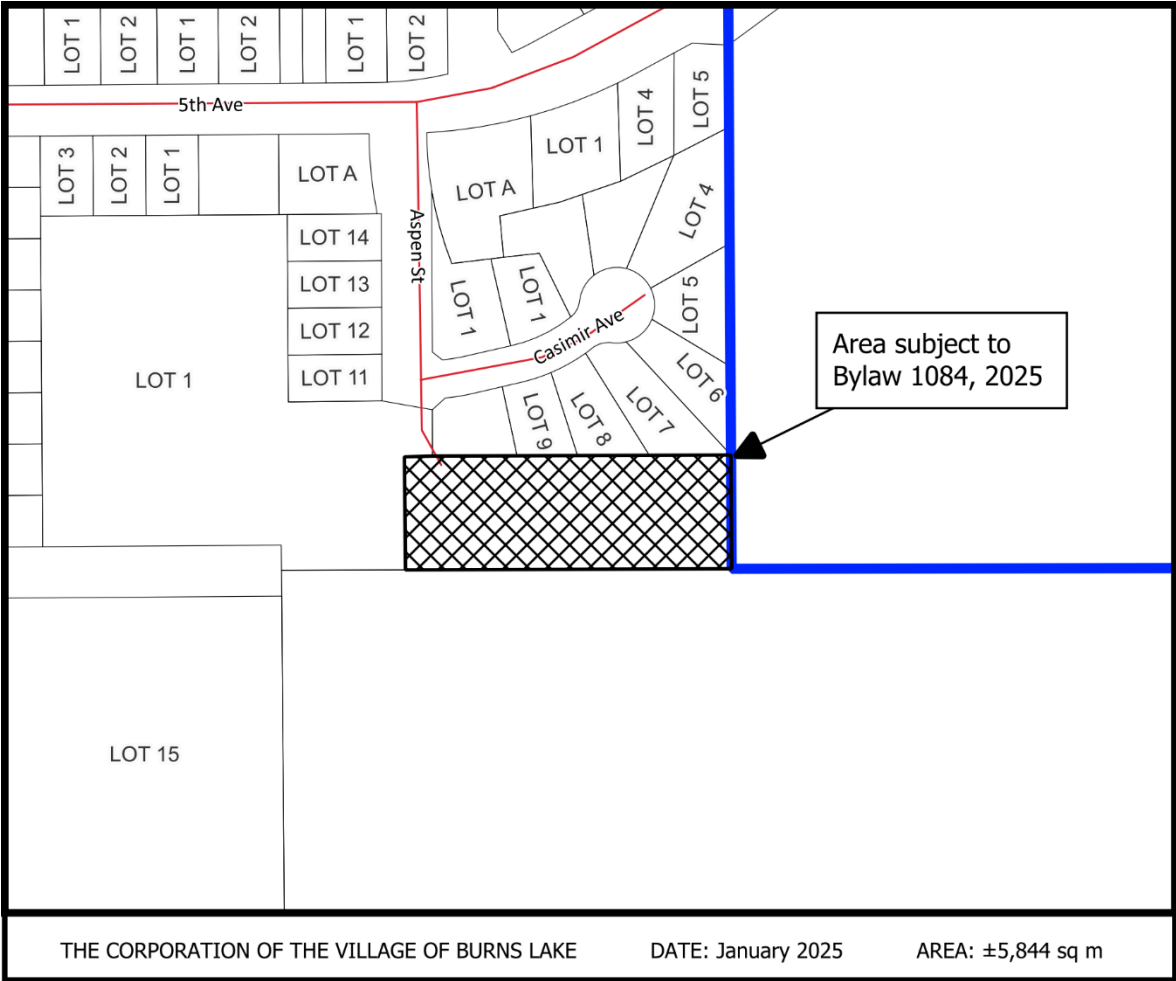 LOT 1
LOT 2
LOT 1
LOT 2
LOT 1
LOT 2
5th Ave
LOT 3
LOT 2
LOT 1
LOT A
LOT A
LOT 1
LOT 4
LOT 5
LOT 4
LOT 14
LOT 13
LOT 12
LOT 11
Aspen St
LOT 1
LOT 1
LOT 5
Casimir Ave
LOT 1
LOT 9
LOT 8
LOT 7
LOT 6
Area subject to
Bylaw 1084, 2025
LOT 15
THE CORPORATION OF THE VILLAGE OF BURNS LAKE DATE: January 2025 AREA: ±5,844 sq m